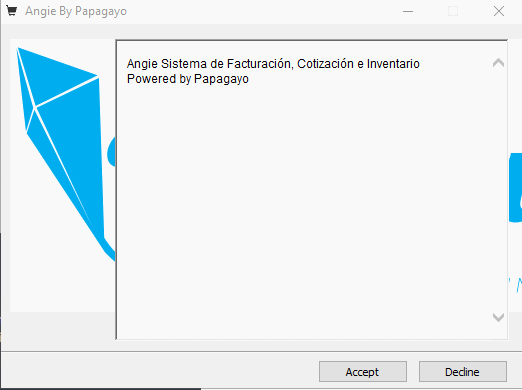 Angie By Papagayo
Angie Sistema de Facturación, Cotización e Inventario
Powered by Papagayo
Accept
Decline